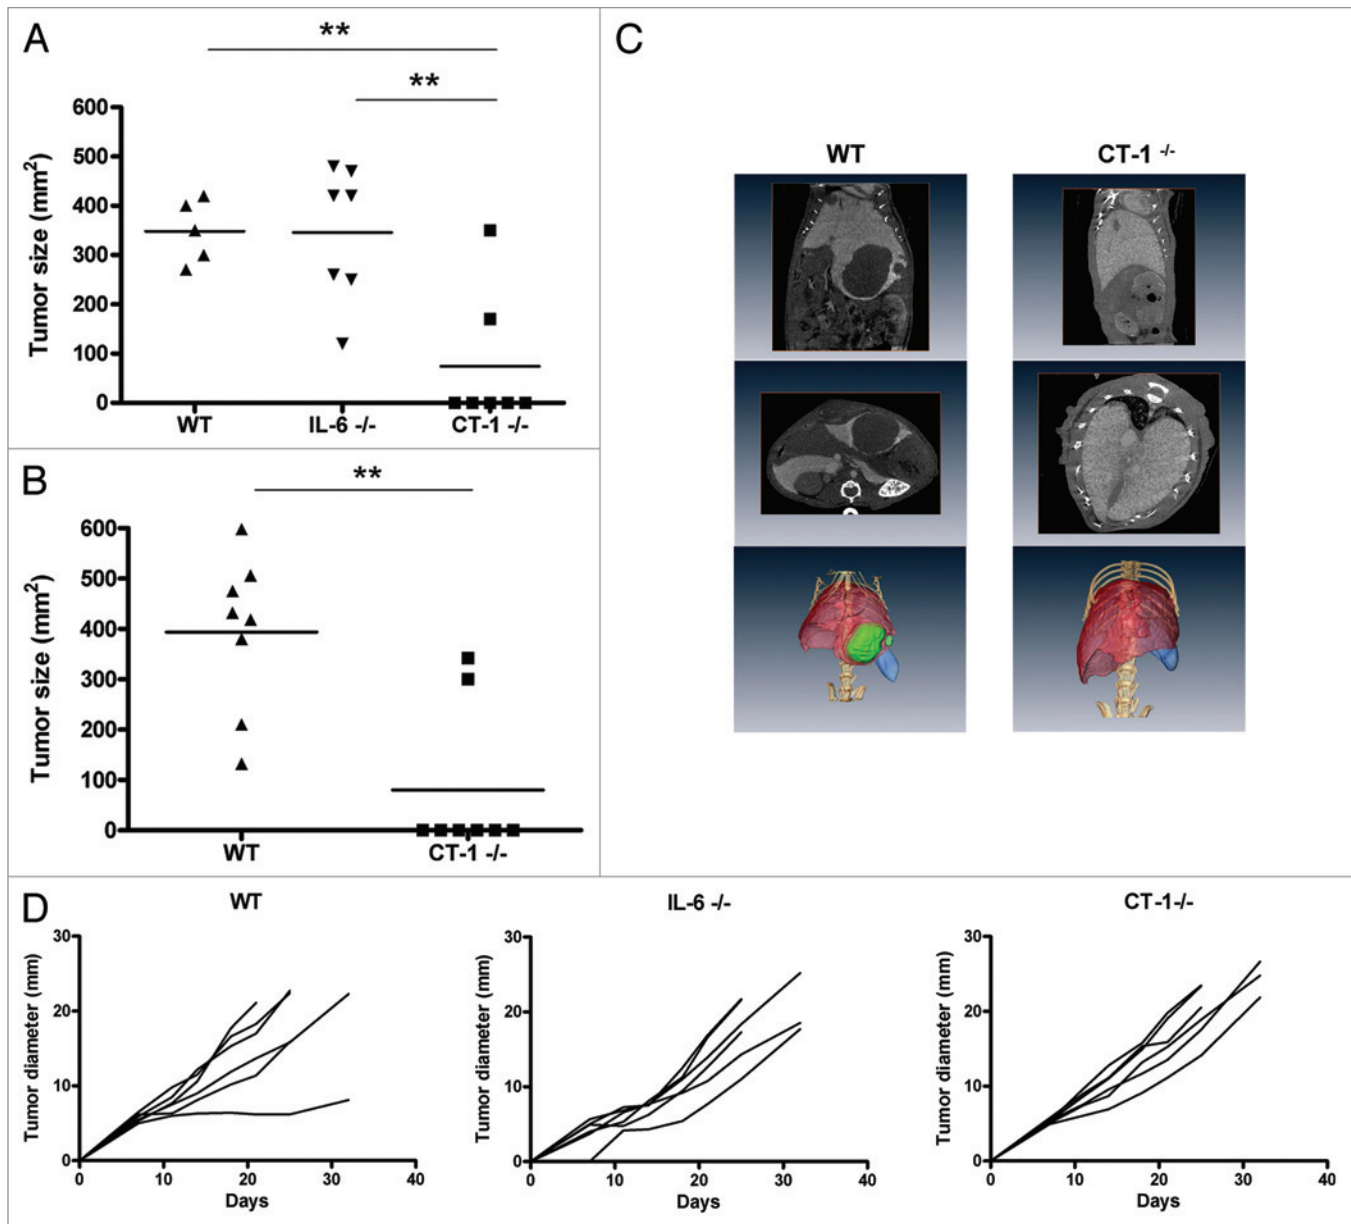 A
**
**
600
500
400
300
200
100
0
Tumor size (mm²)
WT
IL-6 -/-
CT-1 -/-
B
**
600
500
400
300
200
100
0
Tumor size (mm²)
WT
CT-1 -/-
C
WT
CT-1 -/-
D
WT
30
20
10
0
Tumor diameter (mm)
0 10 20 30 40
Days
IL-6 -/-
30
20
10
0
Tumor diameter (mm)
0 10 20 30 40
Days
CT-1-/-
30
20
10
0
Tumor diameter (mm)
0 10 20 30 40
Days